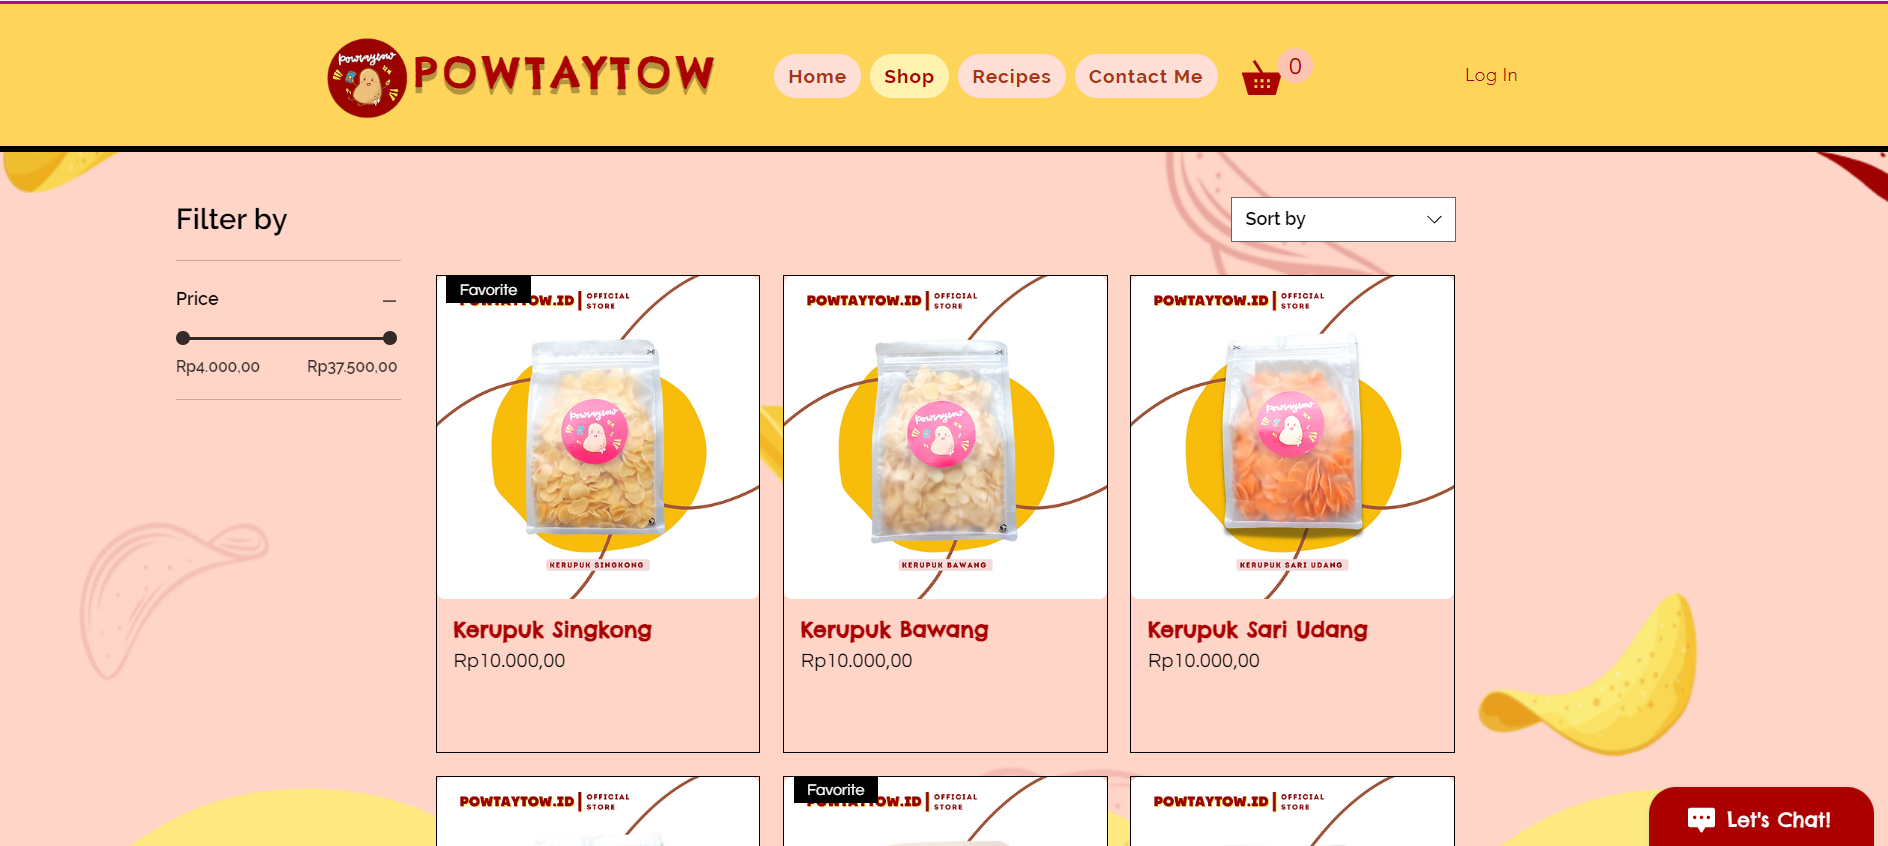 powtaytow
POWTAYTOW
Home
Shop
Recipes
Contact Me
0
Log In
Filter by
Sort by
Price
Rp4.000,00
Rp37.500,00
Favorite
OW.ID | OFFICIAL
STORE
powtaytow
KERUPUK SINGKONG
Kerupuk Singkong
Rp10.000,00
POWTAYTOW.ID | OFFICIAL
STORE
powtaytow
KERUPUK BAWANG
Kerupuk Bawang
Rp10.000,00
POWTAYTOW.ID | OFFICIAL
STORE
powtaytow
KERUPUK SARI UDANG
Kerupuk Sari Udang
Rp10.000,00
POWTAYTOW.ID | OFFICIAL
STORE
Favorite
OW.ID | OFFICIAL
STORE
POWTAYTOW.ID | OFFICIAL
STORE
Let's Chat!